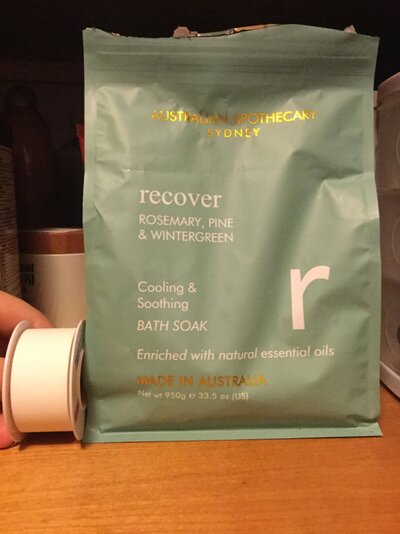 AUSTRALIAN APOTHECARY
SYDNEY
recover
ROSEMARY, PINE
& WINTERGREEN
r
Cooling &
Soothing
BATH SOAK
Enriched with natural essential oils
MADE IN AUSTRALIA
Net wt 950g ℮ 33.5 oz (US)